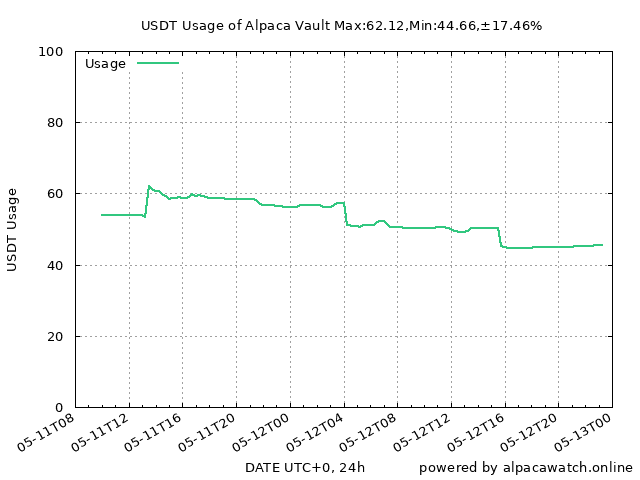 USDT Usage of Alpaca Vault Max:62.12,Min:44.66,±17.46%
Usage
USDT Usage
100
80
60
40
20
0
05-11T08
05-11T12
05-11T16
05-11T20
05-12T00
05-12T04
05-12T08
05-12T12
05-12T16
05-12T20
05-13T00
DATE UTC+0, 24h
powered by alpacawatch.online